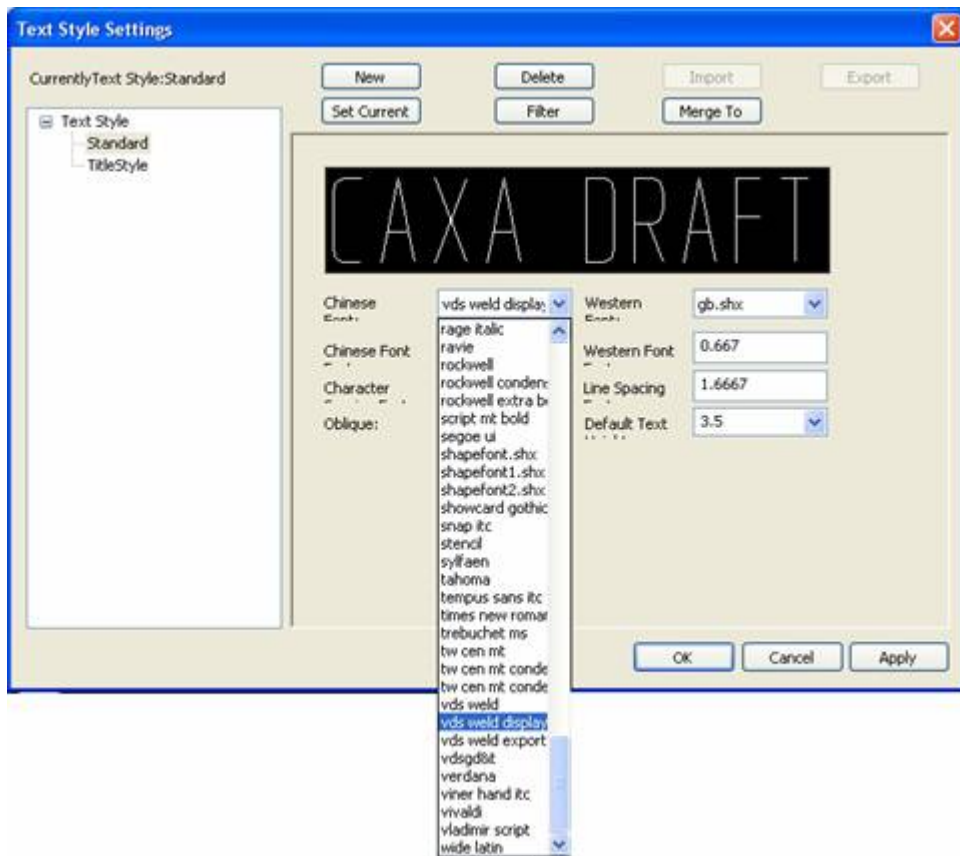 Text Style Settings
CurrentlyText Style:Standard
New
Delete
Import
Export
Set Current
Filter
Merge To
Text Style
Standard
TitleStyle
CAXA DRAFT
Chinese
vds weld display
Western
gb.shx
Chinese Font
Western Font
0.667
Character
Line Spacing
1.6667
Oblique:
Default Text
3.5
rage italic
ravie
rockwell
rockwell condens
rockwell extra b
script mt bold
segoe ui
shapefont.shx
shapefont1.shx
shapefont2.shx
showcard gothic
snap itc
stencil
sylfaen
tahoma
tempus sans itc
times new roman
trebuchet ms
tw cen mt
tw cen mt conde
tw cen mt conde
vds weld
vds weld display
vds weld export
vdsgd&t
verdana
viner hand itc
vivaldi
vladimir script
wide latin
OK
Cancel
Apply